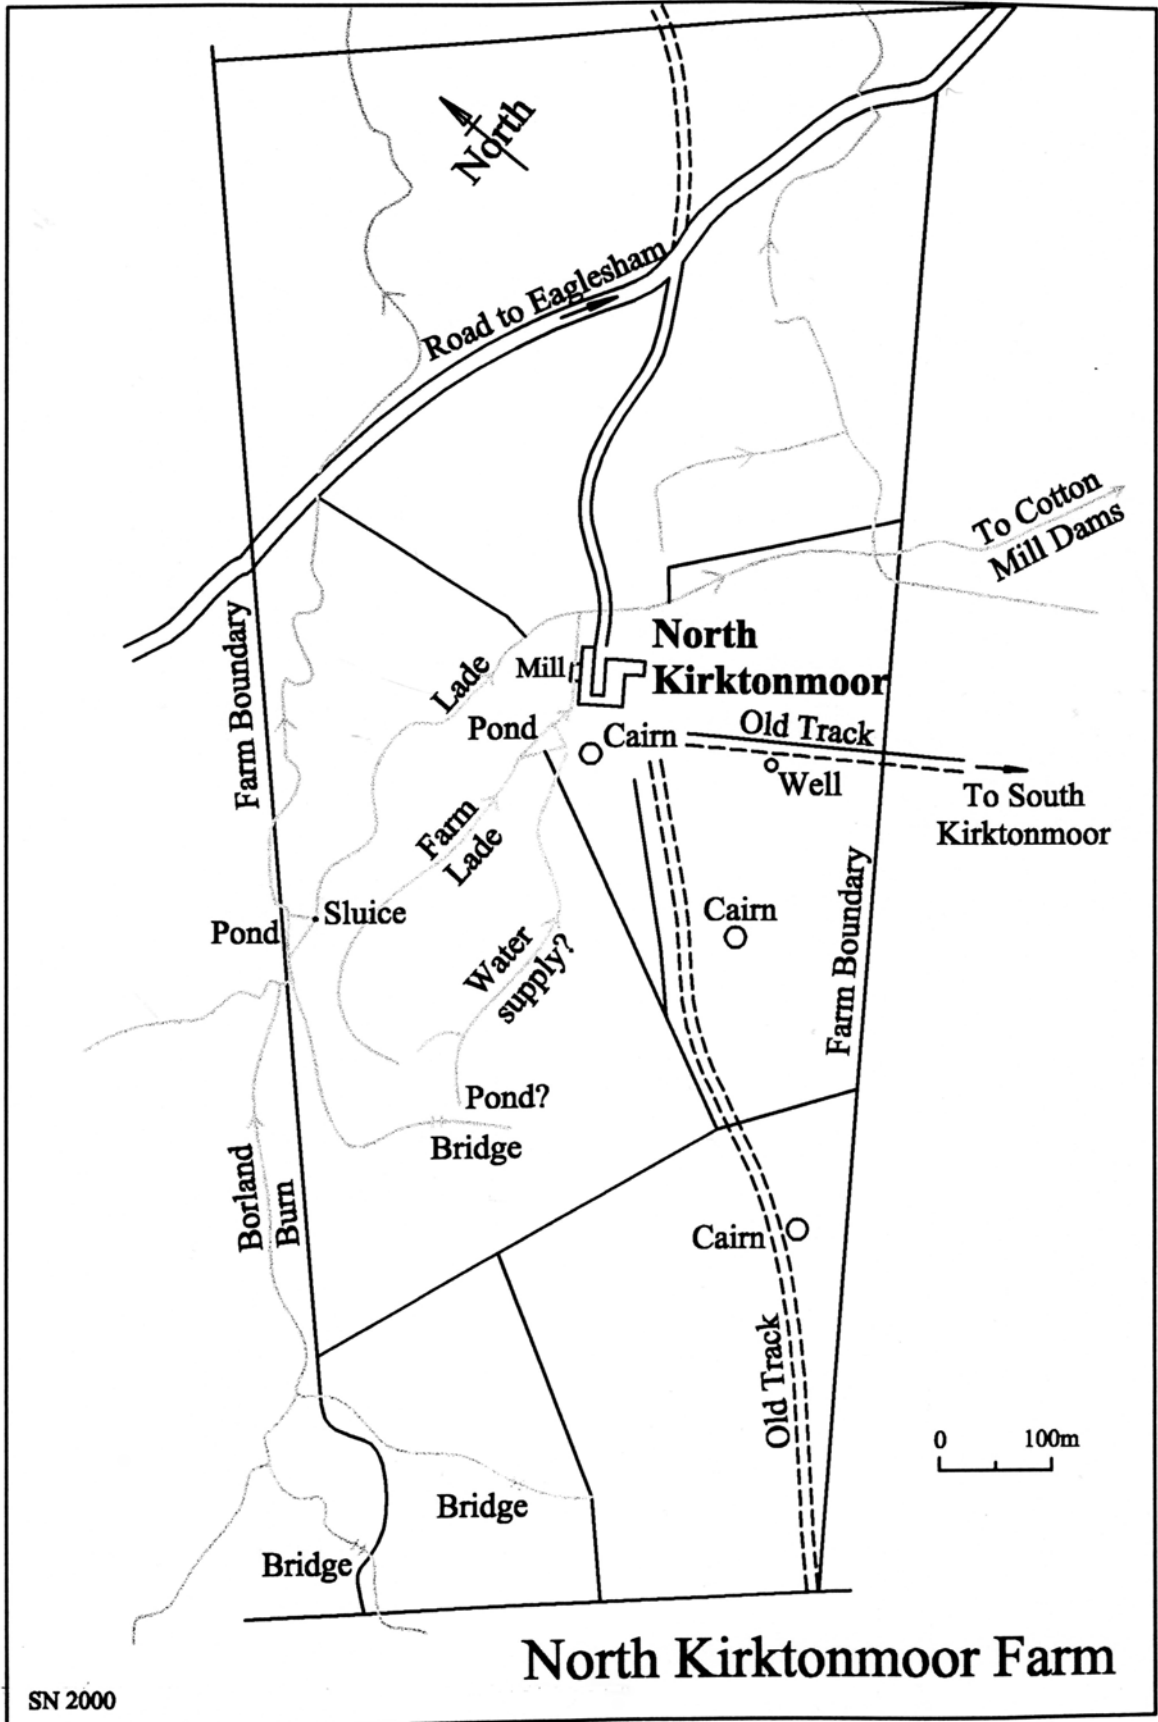 North
Road to Eaglesham
To Cotton
Mill Dams
Farm Boundary
Lade
Mill
North
Kirktonmoor
Pond
Cairn
Old Track
Well
To South
Kirktonmoor
Farm
Lade
Sluice
Pond
Cairn
Water
supply?
Farm Boundary
Pond?
Bridge
Borland
Burn
Cairn
Old Track
0 100m
Bridge
Bridge
North Kirktonmoor Farm
SN 2000